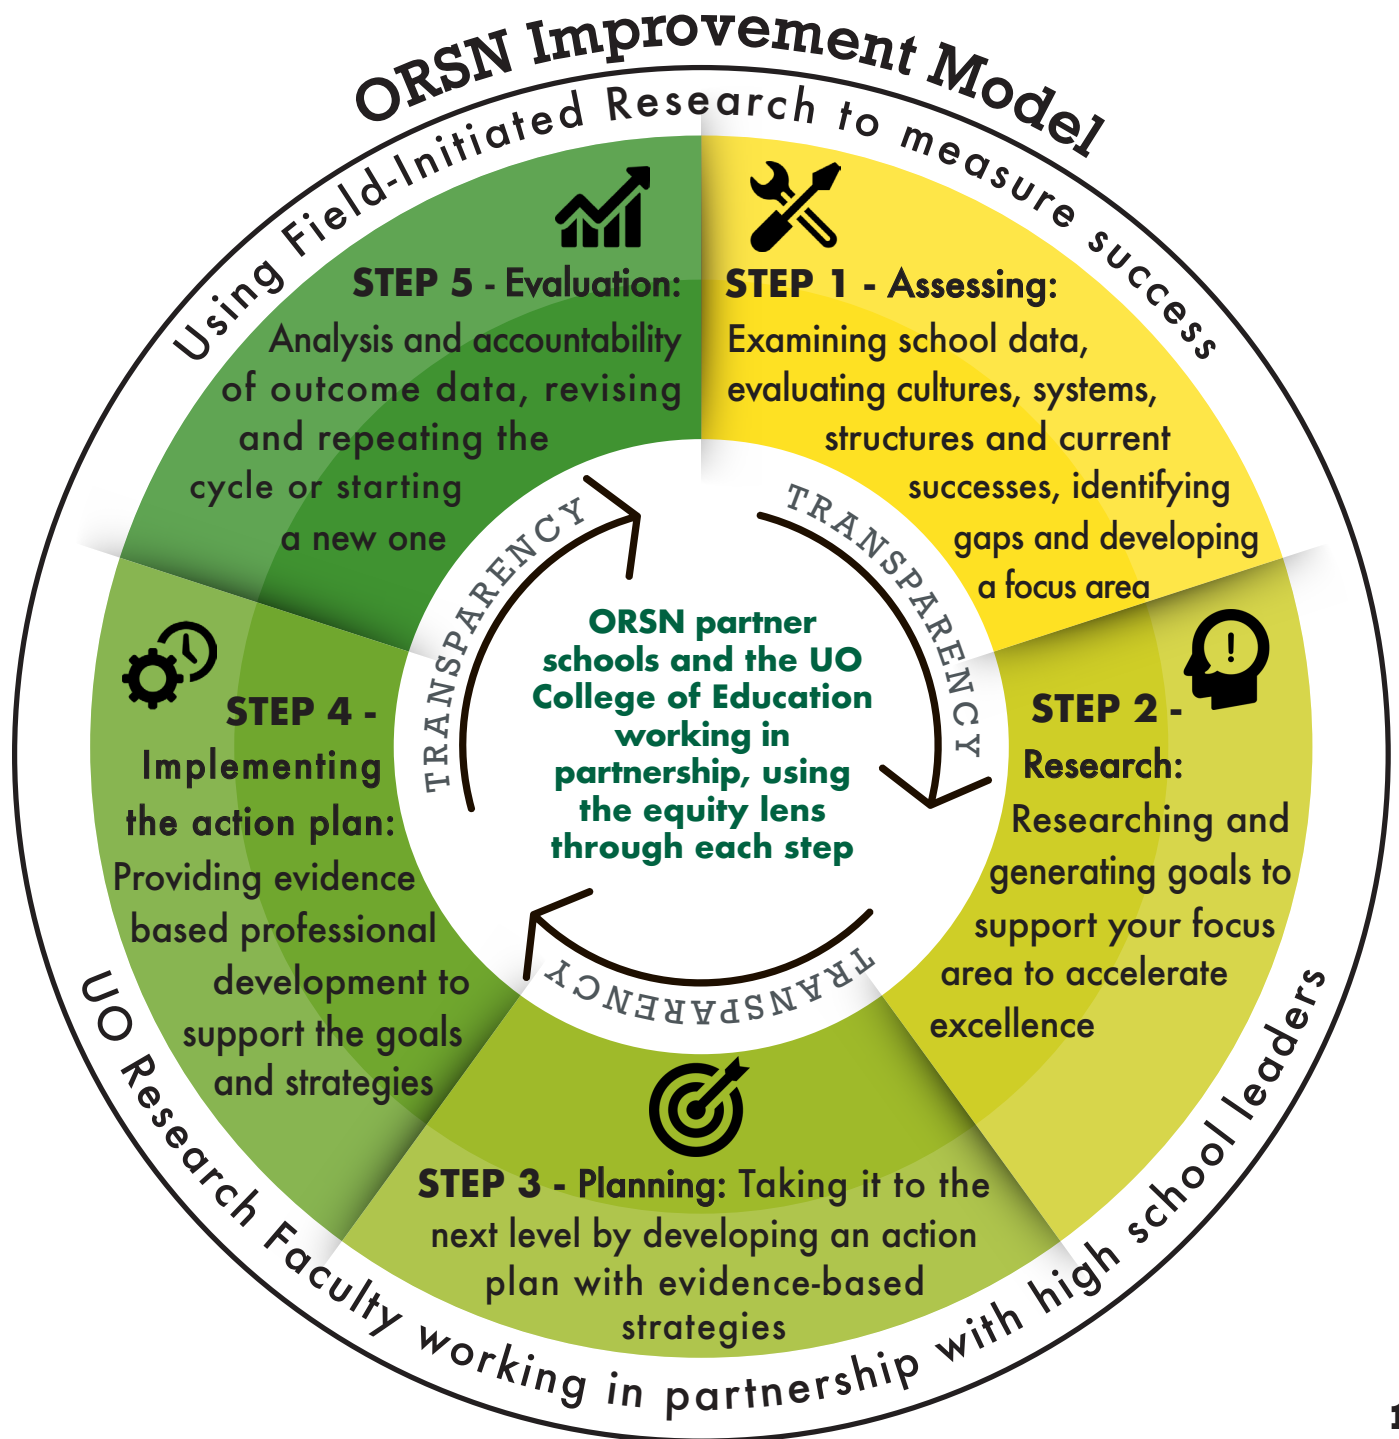 ORSN Improvement Model
Using Field-Initiated Research to measure success
STEP 1 - Assessing:
Examining school data,
evaluating cultures, systems,
structures and current
successes, identifying
gaps and developing
a focus area
STEP 2 -
Research:
Researching and
generating goals to
support your focus
area to accelerate
excellence
STEP 3 - Planning: Taking it to the
next level by developing an action
plan with evidence-based
strategies
STEP 4 -
Implementing
the action plan:
Providing evidence
based professional
development to
support the goals
and strategies
STEP 5 - Evaluation:
Analysis and accountability
of outcome data, revising
and repeating the
cycle or starting
a new one
TRANSPARENCY
TRANSPARENCY
TRANSPARENCY
ORSN partner
schools and the UO
College of Education
working in
partnership, using
the equity lens
through each step
UO Research Faculty working in partnership with high school leaders
1